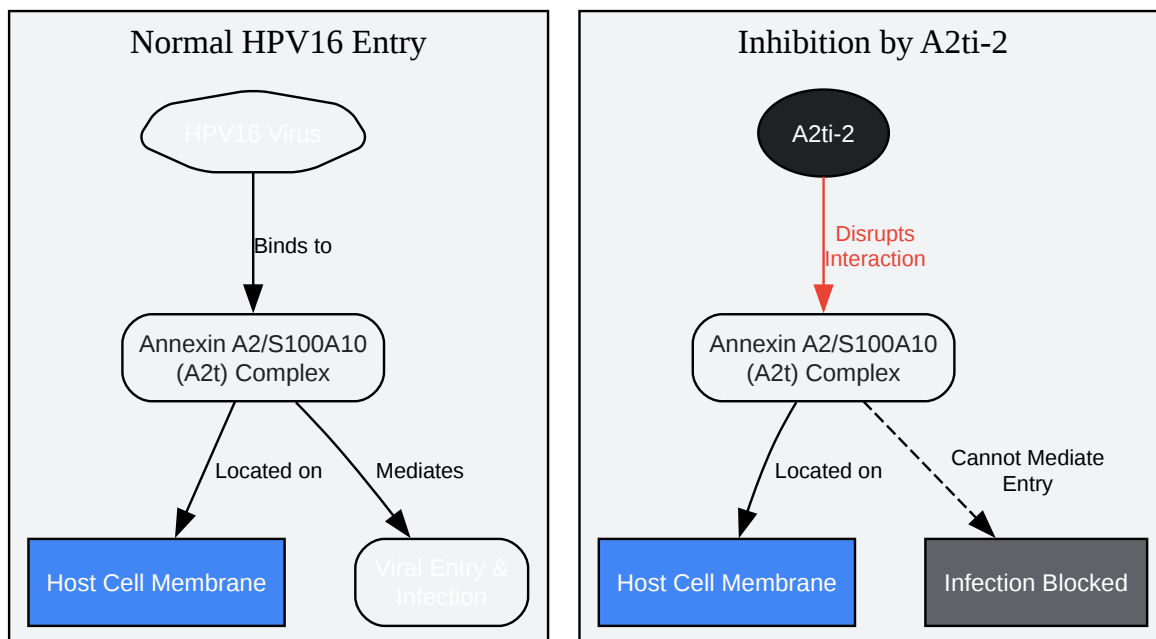 Normal HPV16 Entry
HPV16 Virus
Binds to
Annexin A2/S100A10
(A2t) Complex
Located on
Mediates
Host Cell Membrane
Viral Entry &
Infection
Inhibition by A2ti-2
A2ti-2
Disrupts
Interaction
Annexin A2/S100A10
(A2t) Complex
Located on
Cannot Mediate
Entry
Host Cell Membrane
Infection Blocked